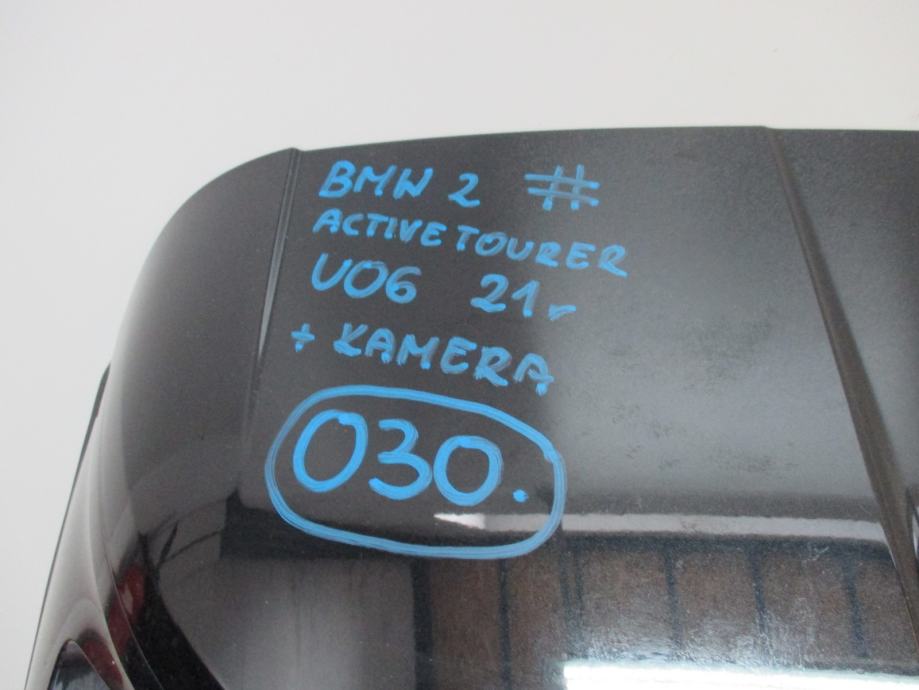 BMW 2 #
ACTIVE TOURER
U06 21r
+ KAMERA
030.